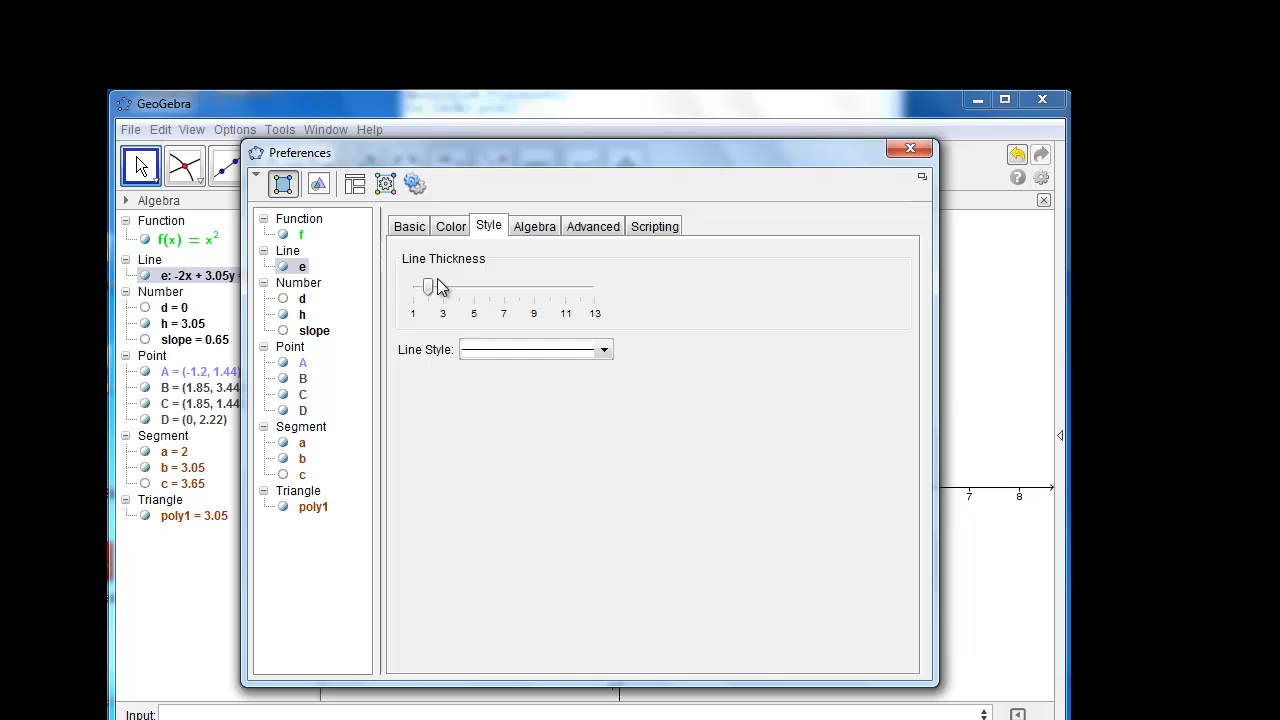 GeoGebra
File Edit View Options Tools Window Help
Preferences
Algebra
Function
f(x) = x²
Line
e: -2x + 3.05y
Number
d = 0
h = 3.05
slope = 0.65
Point
A = (-1.2, 1.44)
B = (1.85, 3.44
C = (1.85, 1.44
D = (0, 2.22)
Segment
a = 2
b = 3.05
c = 3.65
Triangle
poly1 = 3.05
Function
f
Line
e
Number
d
h
slope
Point
A
B
C
D
Segment
a
b
c
Triangle
poly1
Basic Color Style Algebra Advanced Scripting
Line Thickness
1 3 5 7 9 11 13
Line Style:
7 8
Input: